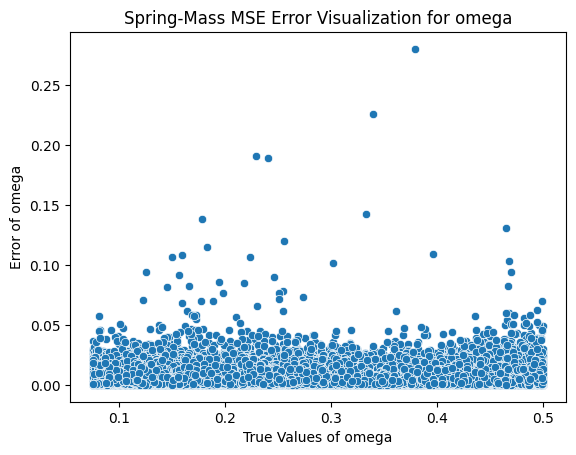 Spring-Mass MSE Error Visualization for omega
0.25
0.20
0.15
0.10
0.05
0.00
Error of omega
0.1 0.2 0.3 0.4 0.5
True Values of omega